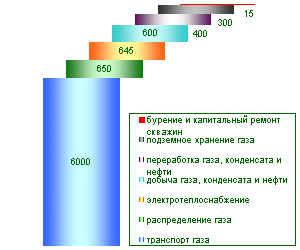 15
300
600
400
645
650
6000
бурение и капитальный ремонт
скважин
подземное хранение газа
переработка газа, конденсата и
нефти
добыча газа, конденсата и нефти
электротеплоснабжение
распределение газа
транспорт газа